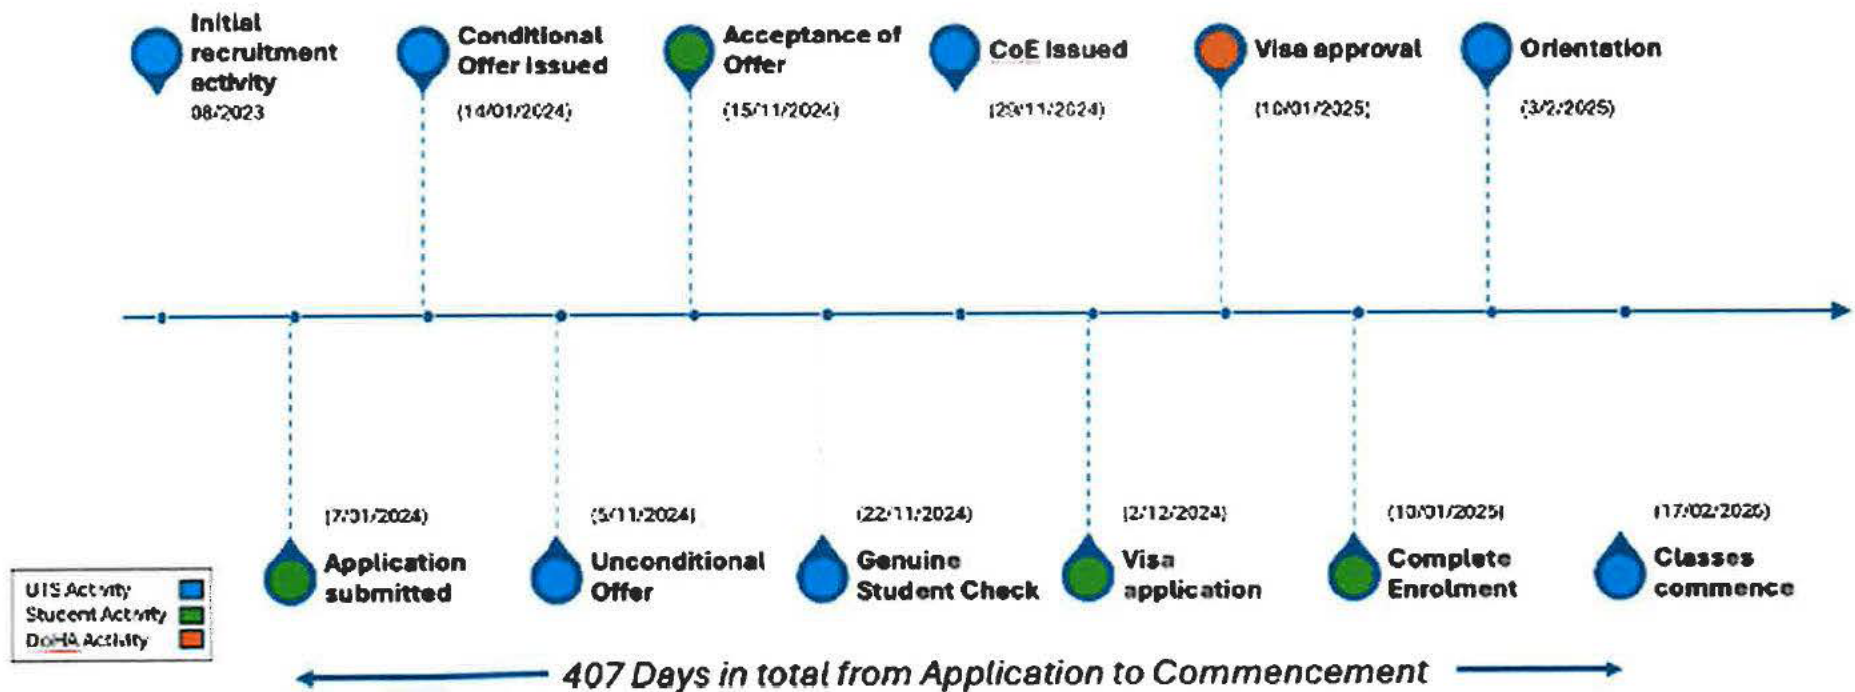 Initial
recruitment
activity
08/2023
Conditional
Offer issued
(14/01/2024)
Acceptance of
Offer
(15/11/2024)
CoE issued
(29/11/2024)
Visa approval
(10/01/2025)
Orientation
(3/2/2025)
(7/01/2024)
Application
submitted
(5/11/2024)
Unconditional
Offer
(22/11/2024)
Genuine
Student Check
(2/12/2024)
Visa
application
(10/01/2025)
Complete
Enrolment
(17/02/2025)
Classes
commence
UTS Activity
Student Activity
DoHA Activity
407 Days in total from Application to Commencement